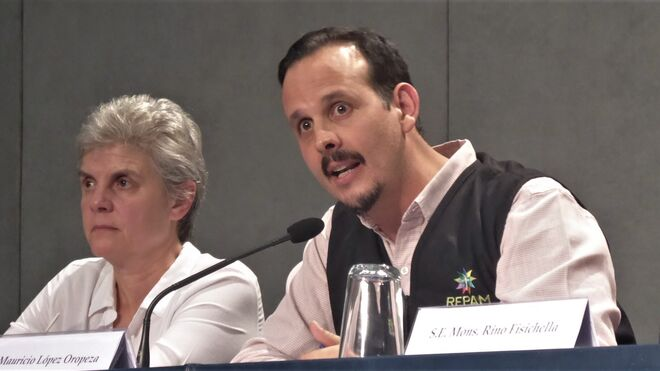 REPAM
Mauricio López Oropeza
S.E. Mons. Rino Fisichella